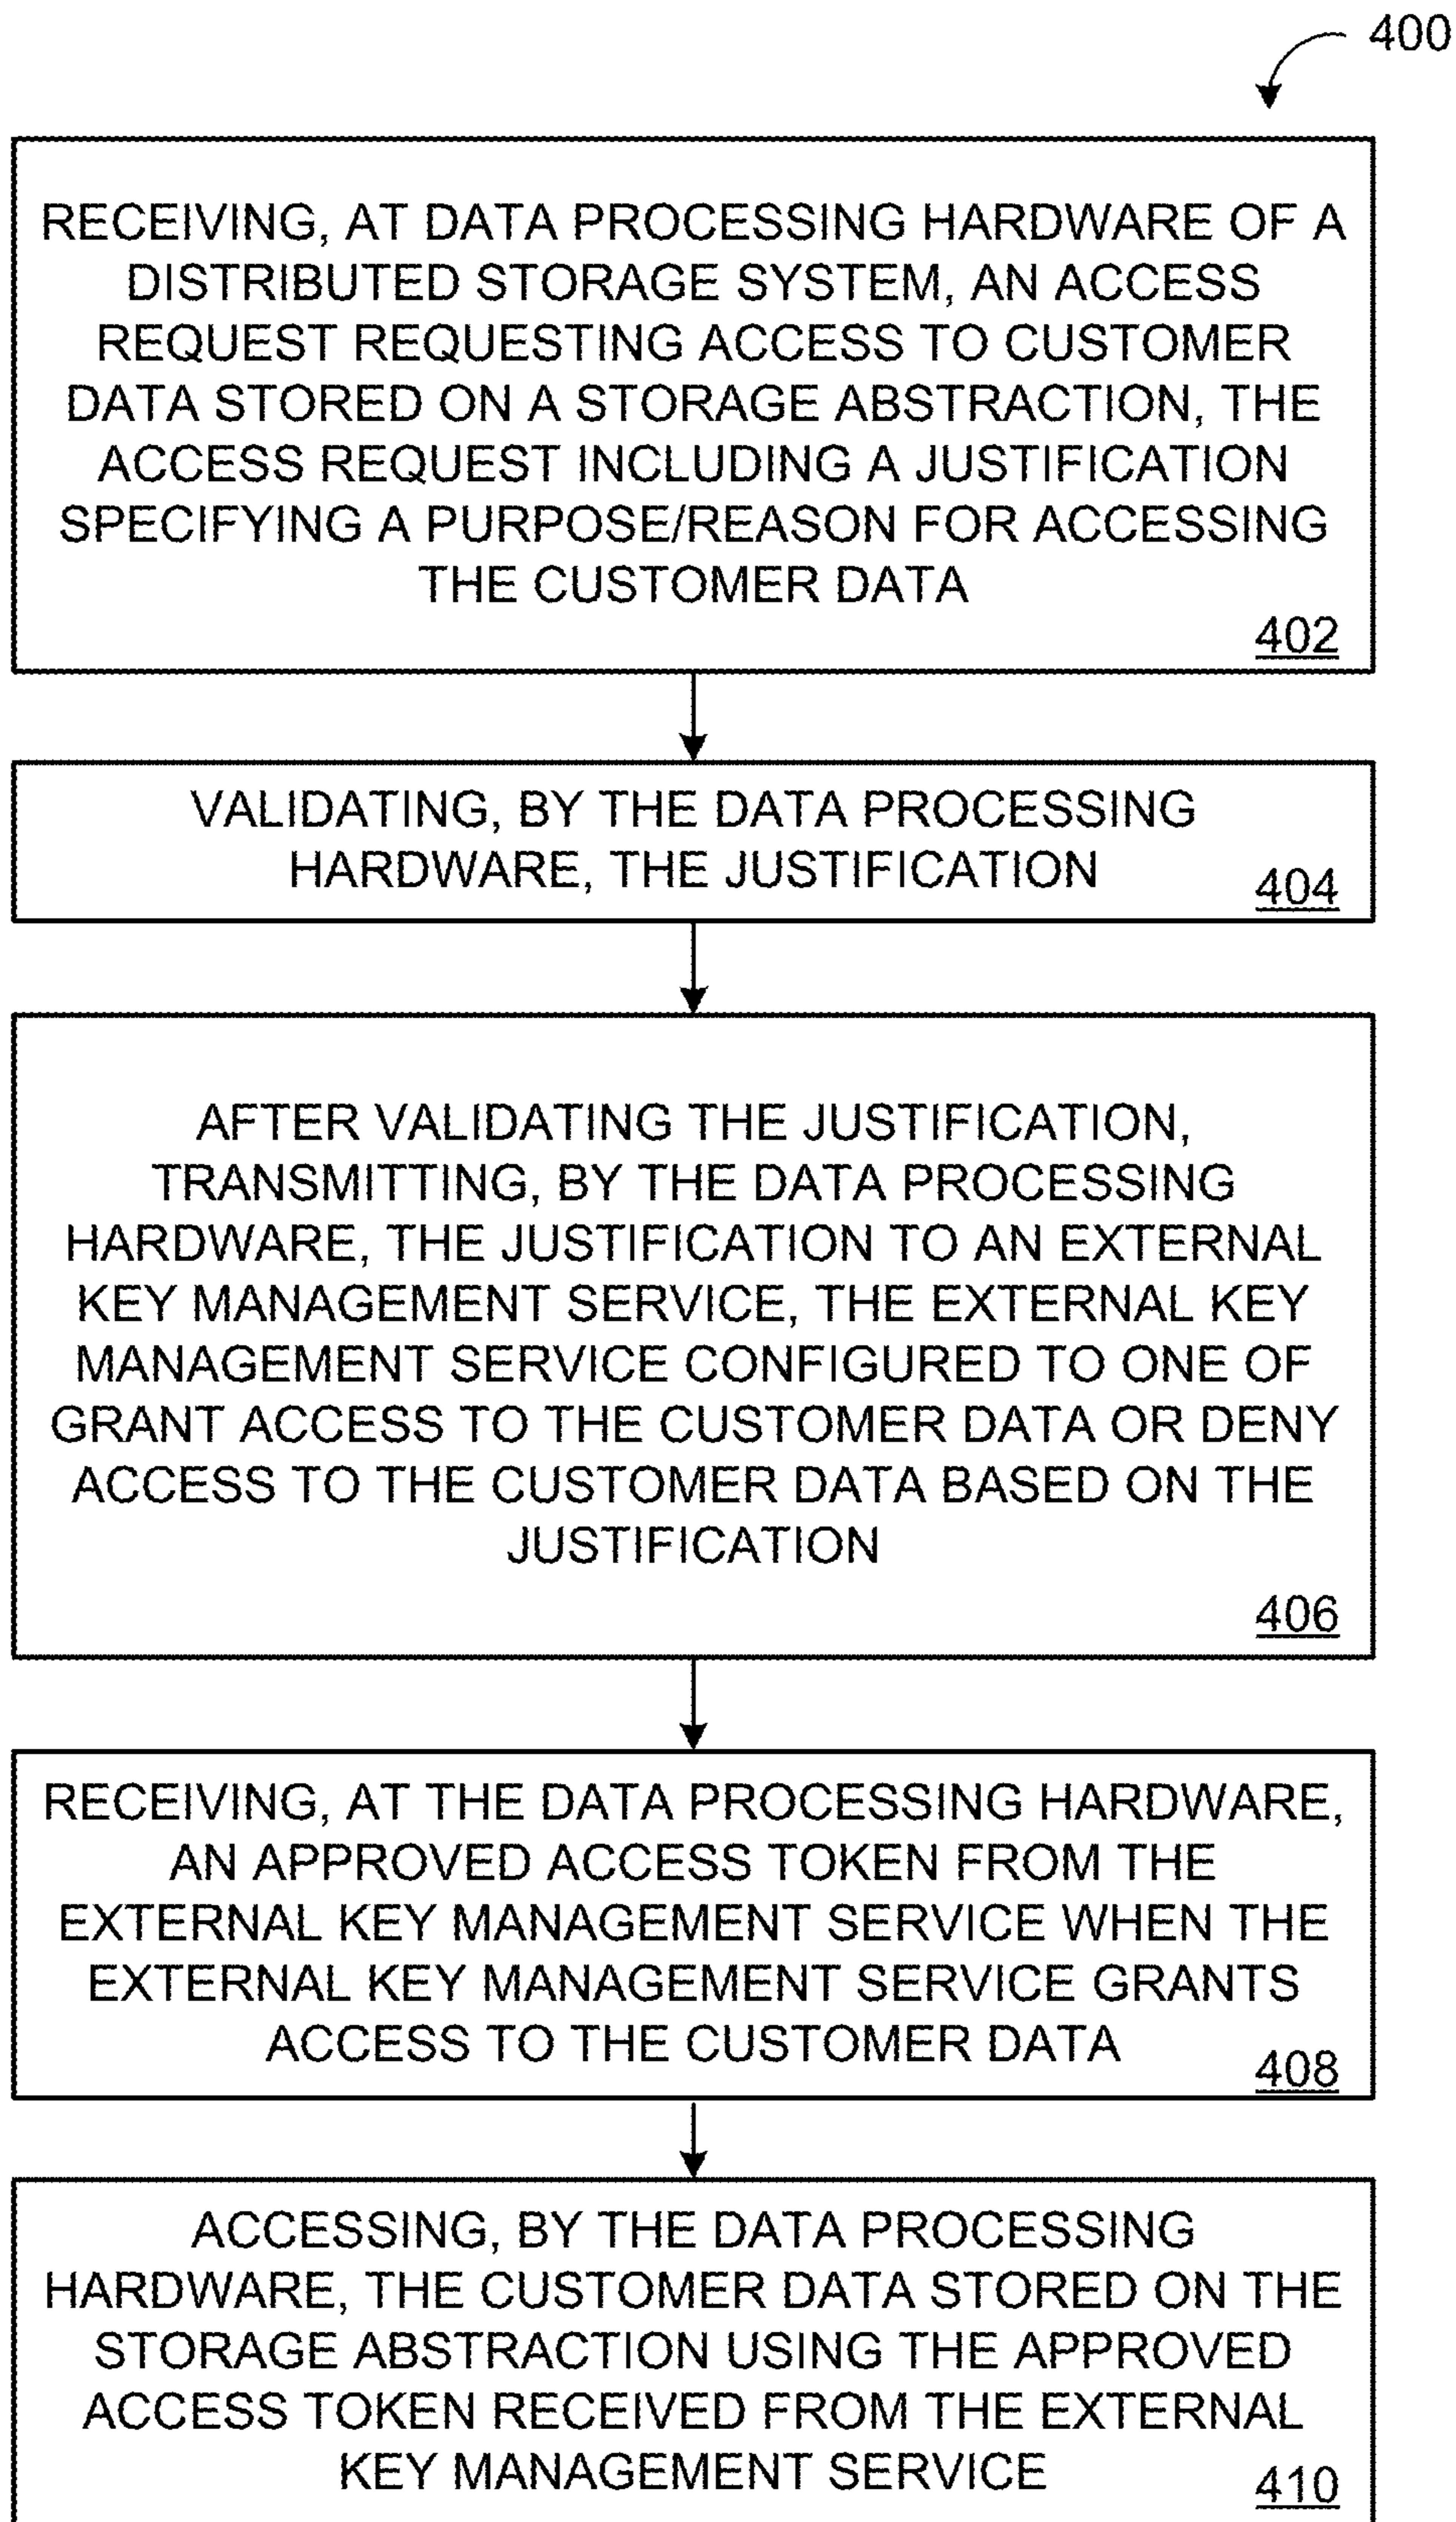 400
RECEIVING, AT DATA PROCESSING HARDWARE OF A
DISTRIBUTED STORAGE SYSTEM, AN ACCESS
REQUEST REQUESTING ACCESS TO CUSTOMER
DATA STORED ON A STORAGE ABSTRACTION, THE
ACCESS REQUEST INCLUDING A JUSTIFICATION
SPECIFYING A PURPOSE/REASON FOR ACCESSING
THE CUSTOMER DATA
402
VALIDATING, BY THE DATA PROCESSING
HARDWARE, THE JUSTIFICATION
404
AFTER VALIDATING THE JUSTIFICATION,
TRANSMITTING, BY THE DATA PROCESSING
HARDWARE, THE JUSTIFICATION TO AN EXTERNAL
KEY MANAGEMENT SERVICE, THE EXTERNAL KEY
MANAGEMENT SERVICE CONFIGURED TO ONE OF
GRANT ACCESS TO THE CUSTOMER DATA OR DENY
ACCESS TO THE CUSTOMER DATA BASED ON THE
JUSTIFICATION
406
RECEIVING, AT THE DATA PROCESSING HARDWARE,
AN APPROVED ACCESS TOKEN FROM THE
EXTERNAL KEY MANAGEMENT SERVICE WHEN THE
EXTERNAL KEY MANAGEMENT SERVICE GRANTS
ACCESS TO THE CUSTOMER DATA
408
ACCESSING, BY THE DATA PROCESSING
HARDWARE, THE CUSTOMER DATA STORED ON THE
STORAGE ABSTRACTION USING THE APPROVED
ACCESS TOKEN RECEIVED FROM THE EXTERNAL
KEY MANAGEMENT SERVICE
410